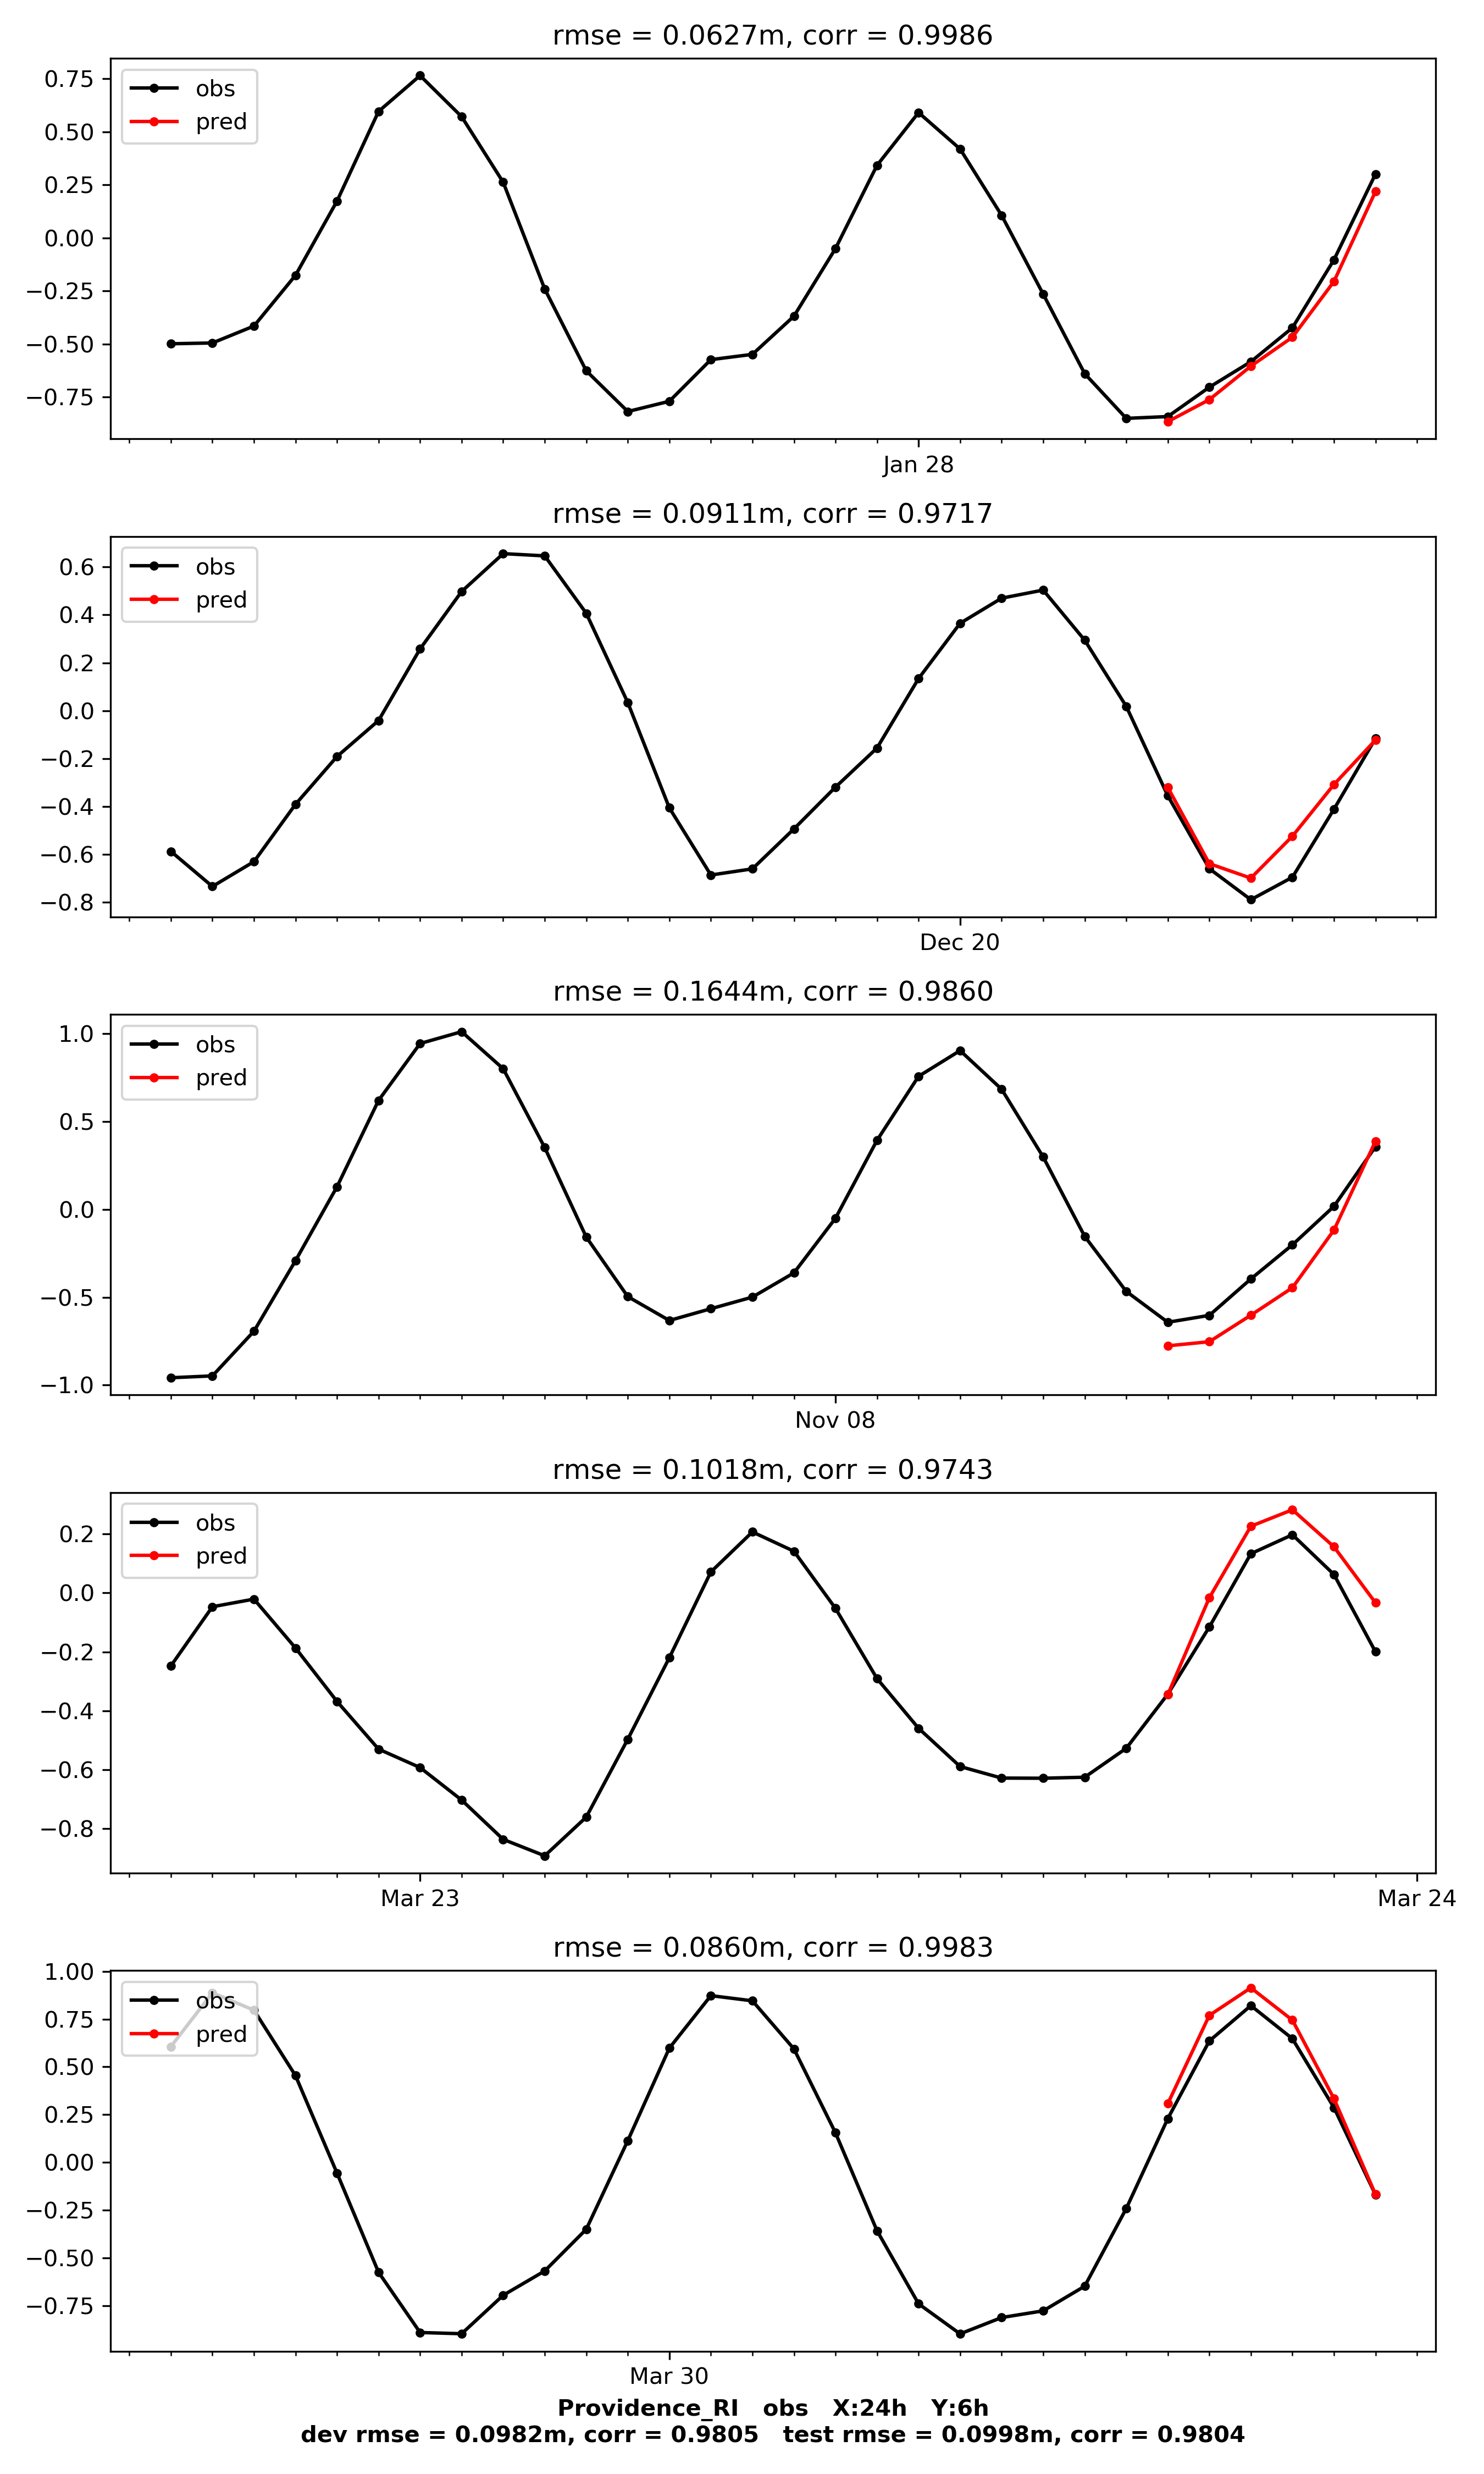 rmse = 0.0627m, corr = 0.9986
obs
pred
0.75
0.50
0.25
0.00
−0.25
−0.50
−0.75
Jan 28
rmse = 0.0911m, corr = 0.9717
obs
pred
0.6
0.4
0.2
0.0
−0.2
−0.4
−0.6
−0.8
Dec 20
rmse = 0.1644m, corr = 0.9860
obs
pred
1.0
0.5
0.0
−0.5
−1.0
Nov 08
rmse = 0.1018m, corr = 0.9743
obs
pred
0.2
0.0
−0.2
−0.4
−0.6
−0.8
Mar 23 Mar 24
rmse = 0.0860m, corr = 0.9983
obs
pred
1.00
0.75
0.50
0.25
0.00
−0.25
−0.50
−0.75
Mar 30
Providence_RI obs X:24h Y:6h
dev rmse = 0.0982m, corr = 0.9805 test rmse = 0.0998m, corr = 0.9804